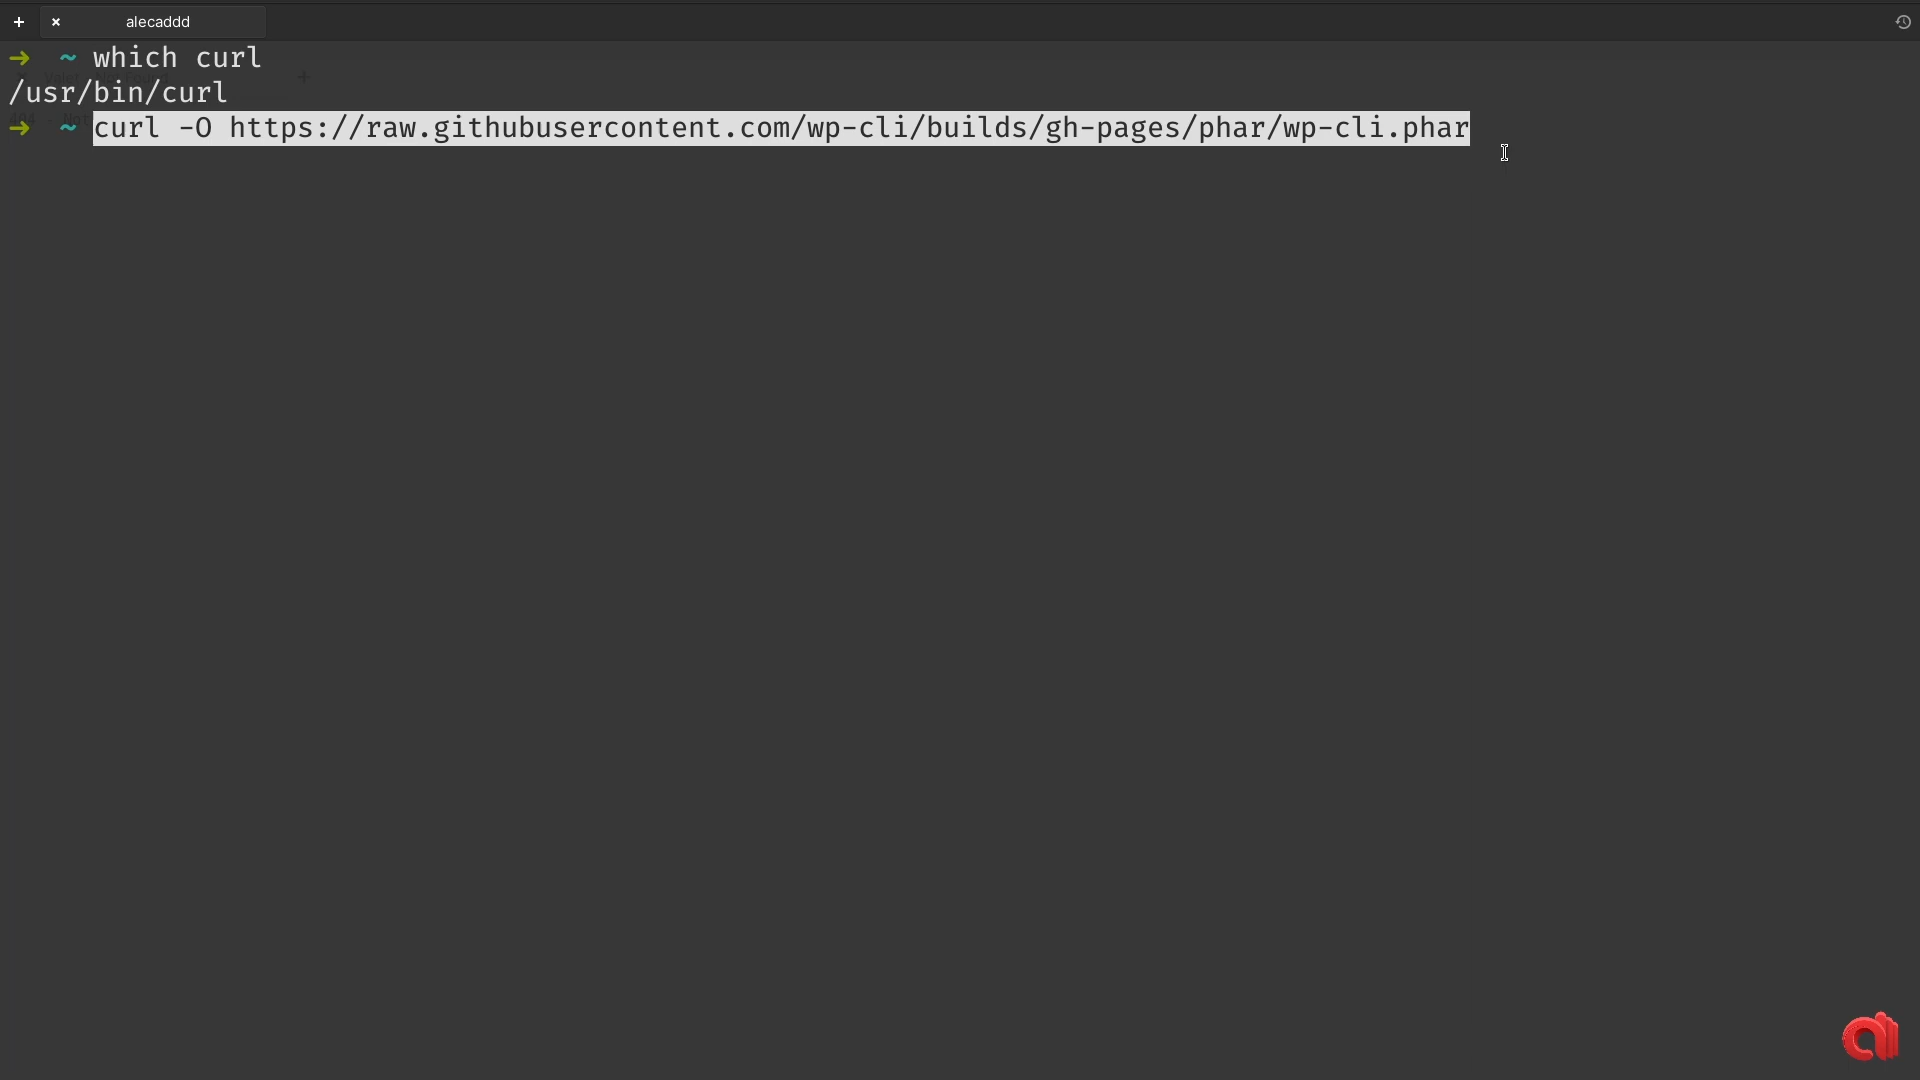 + × alecaddd
➜ ~ which curl
/usr/bin/curl
➜ ~ curl -O https://raw.githubusercontent.com/wp-cli/builds/gh-pages/phar/wp-cli.phar